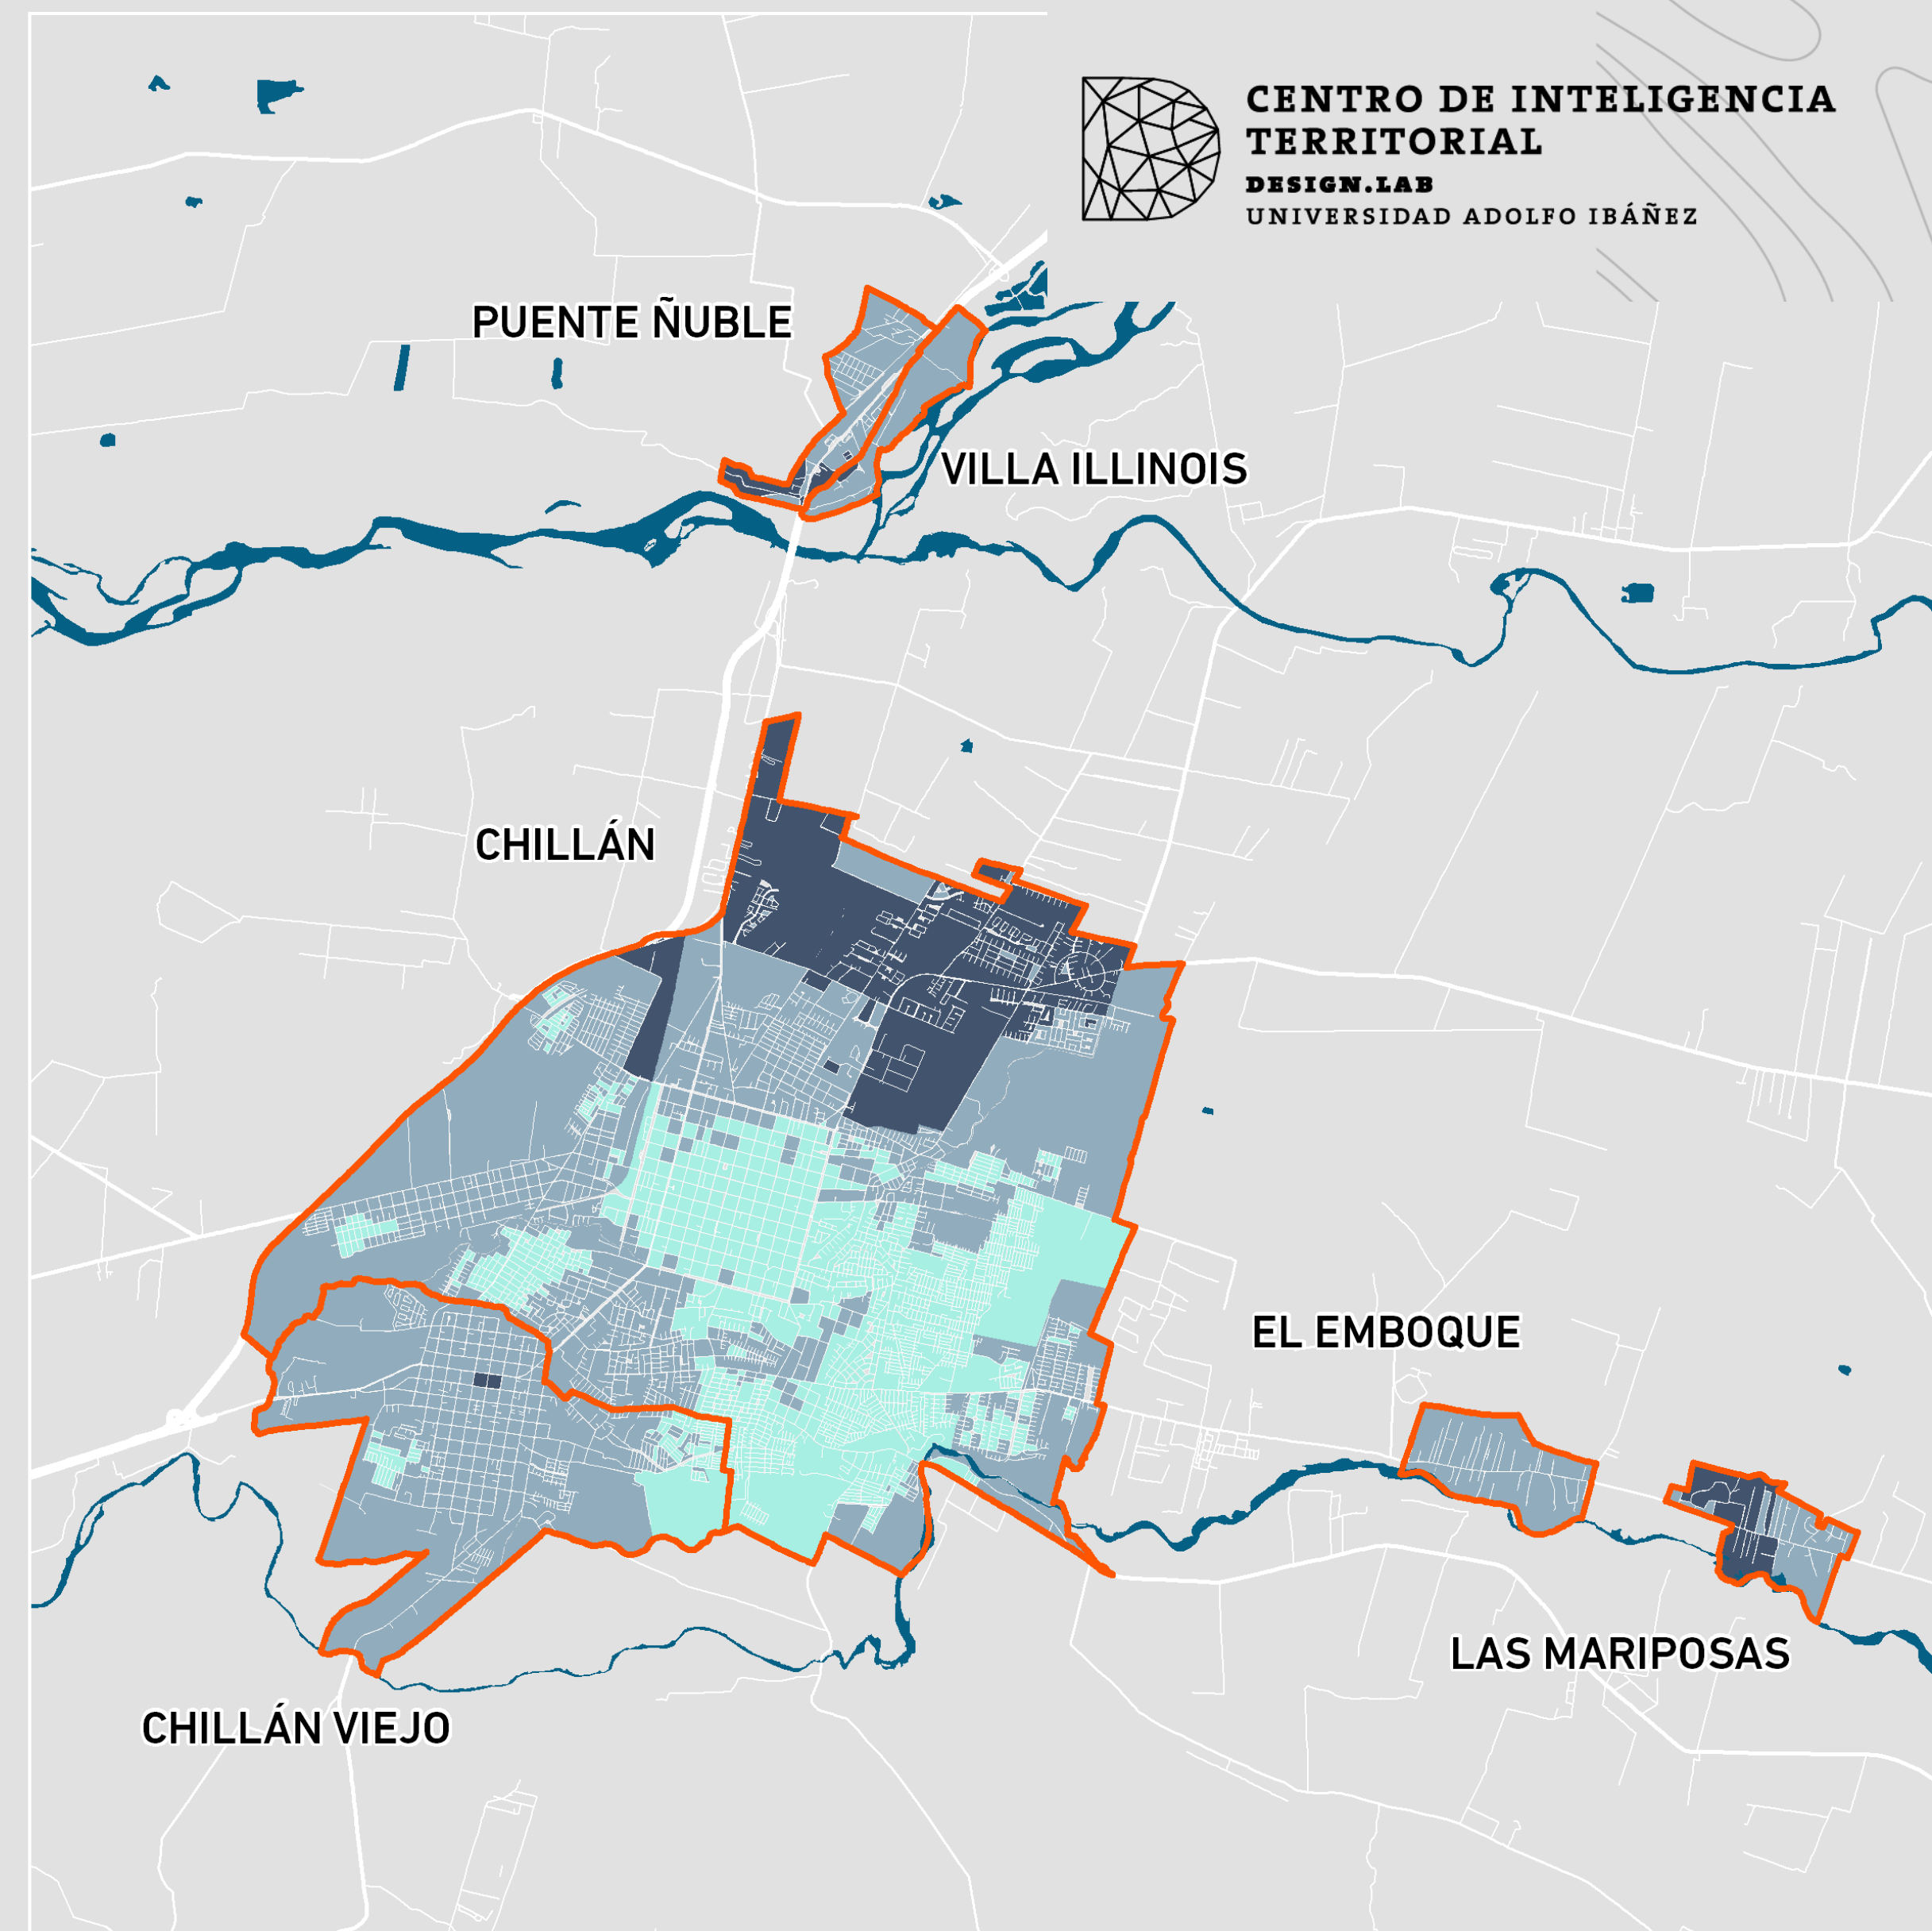 CENTRO DE INTELIGENCIA
TERRITORIAL
DESIGN.LAB
UNIVERSIDAD ADOLFO IBÁÑEZ
PUENTE ÑUBLE
VILLA ILLINOIS
CHILLÁN
EL EMBOQUE
LAS MARIPOSAS
CHILLÁN VIEJO